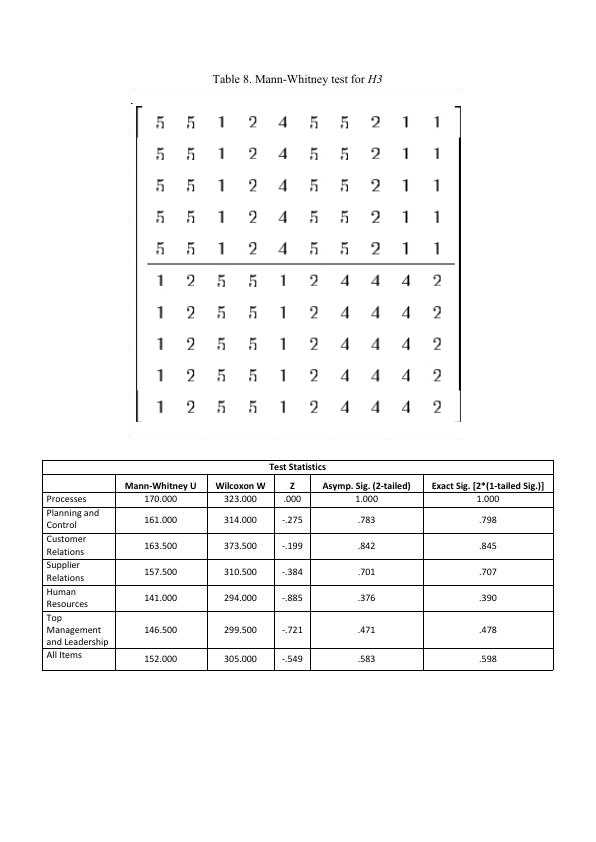 Table 8. Mann-Whitney test for H3
5 5 1 2 4 5 5 2 1 1
5 5 1 2 4 5 5 2 1 1
5 5 1 2 4 5 5 2 1 1
5 5 1 2 4 5 5 2 1 1
5 5 1 2 4 5 5 2 1 1
1 2 5 5 1 2 4 4 4 2
1 2 5 5 1 2 4 4 4 2
1 2 5 5 1 2 4 4 4 2
1 2 5 5 1 2 4 4 4 2
1 2 5 5 1 2 4 4 4 2
Test Statistics
Mann-Whitney U Wilcoxon W Z Asymp. Sig. (2-tailed) Exact Sig. [2*(1-tailed Sig.)]
Processes 170.000 323.000 .000 1.000 1.000
Planning and
Control 161.000 314.000 -.275 .783 .798
Customer
Relations 163.500 373.500 -.199 .842 .845
Supplier
Relations 157.500 310.500 -.384 .701 .707
Human
Resources 141.000 294.000 -.885 .376 .390
Top
Management 146.500 299.500 -.721 .471 .478
and Leadership
All Items 152.000 305.000 -.549 .583 .598